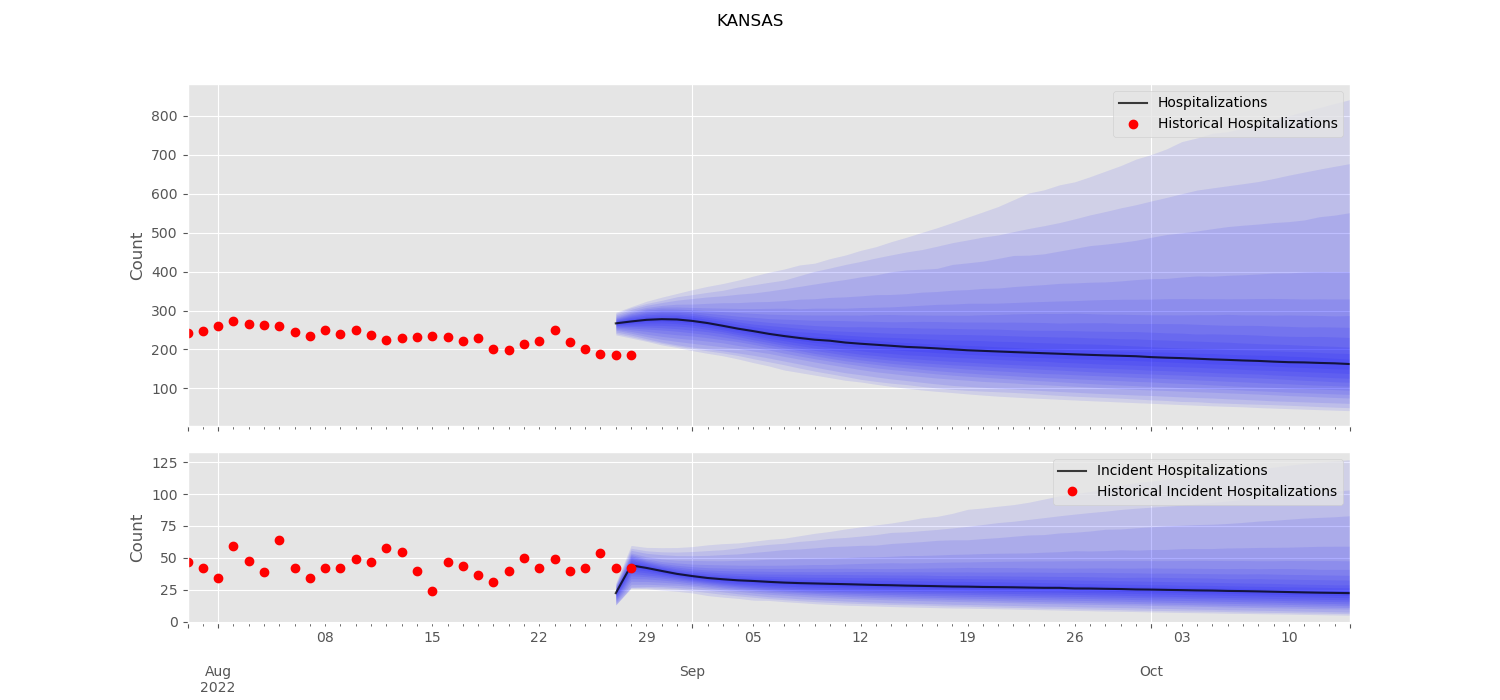 KANSAS
Hospitalizations
Historical Hospitalizations
800
700
600
500
400
300
200
100
Count
Incident Hospitalizations
Historical Incident Hospitalizations
125
100
75
50
25
0
Count
08 15 22 29 05 12 19 26 03 10
Aug Sep Oct
2022